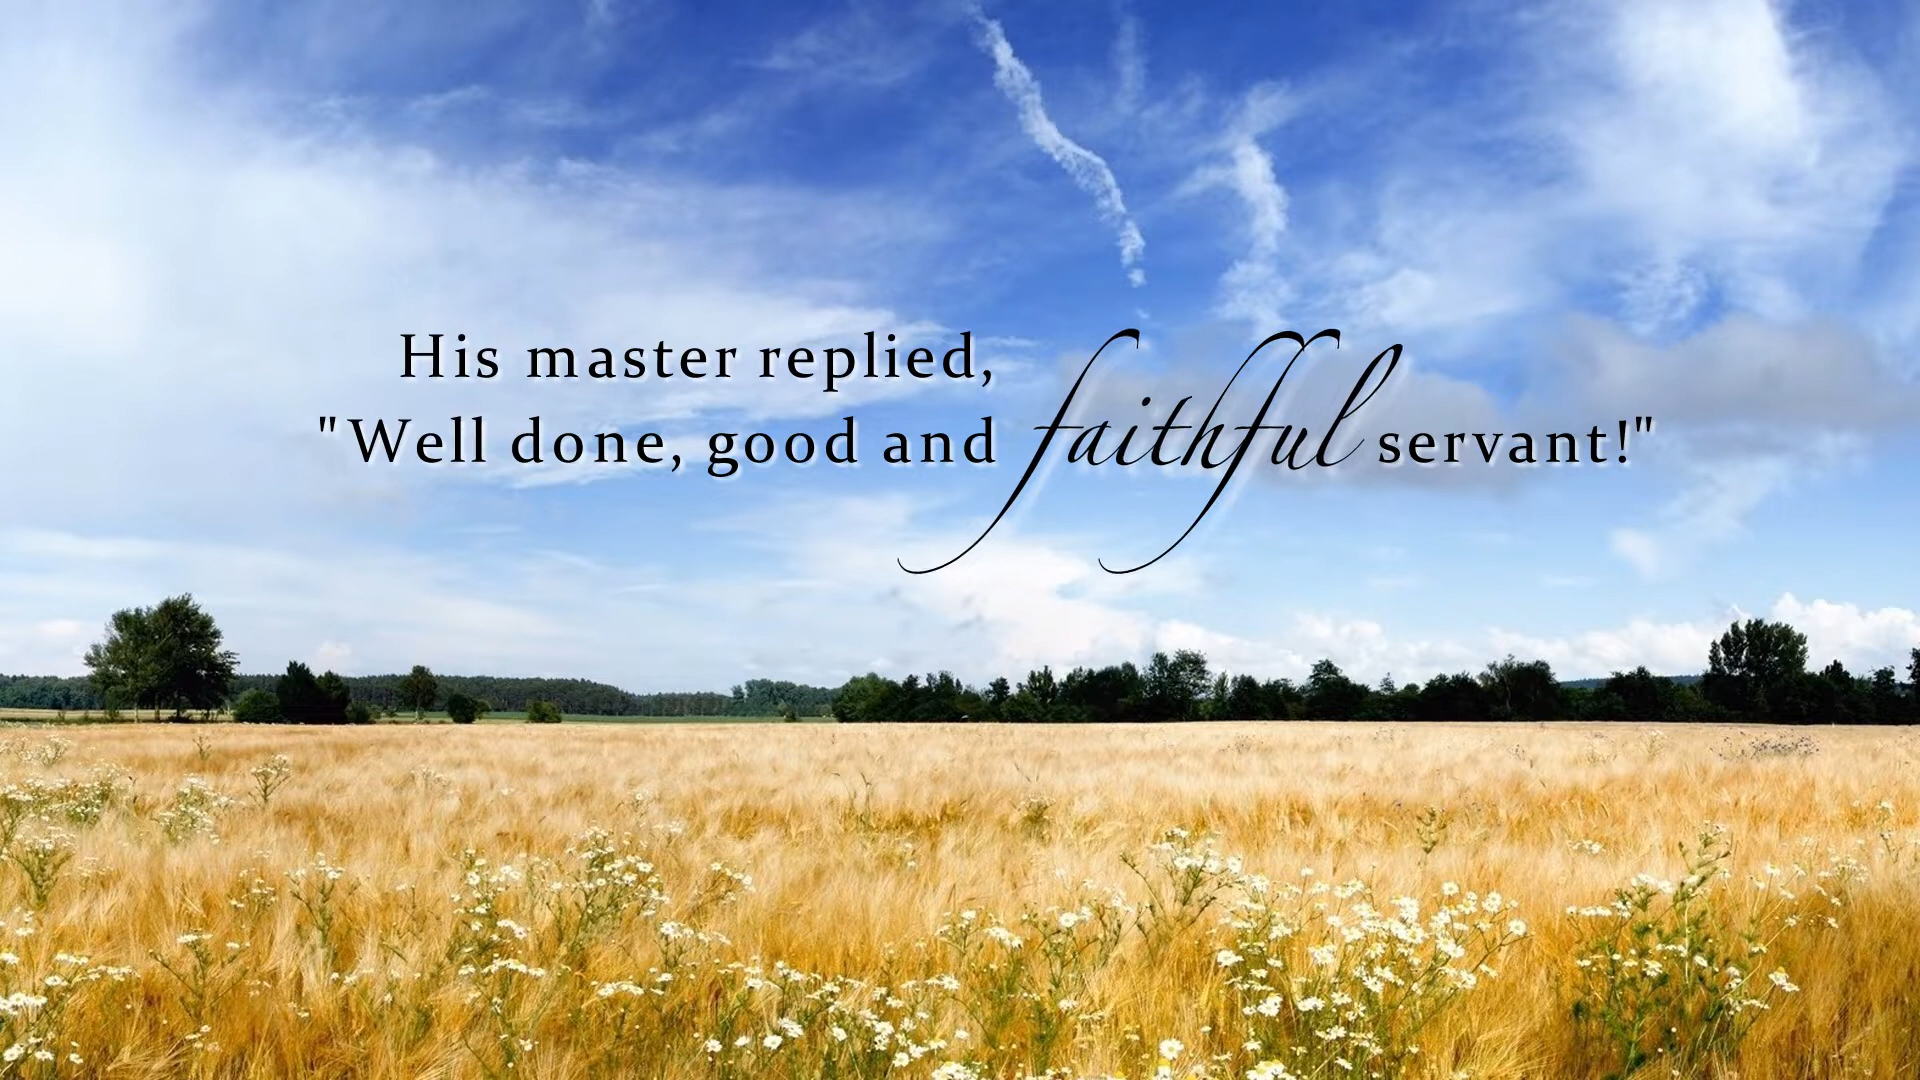 His master replied,
"Well done, good and faithful servant!"